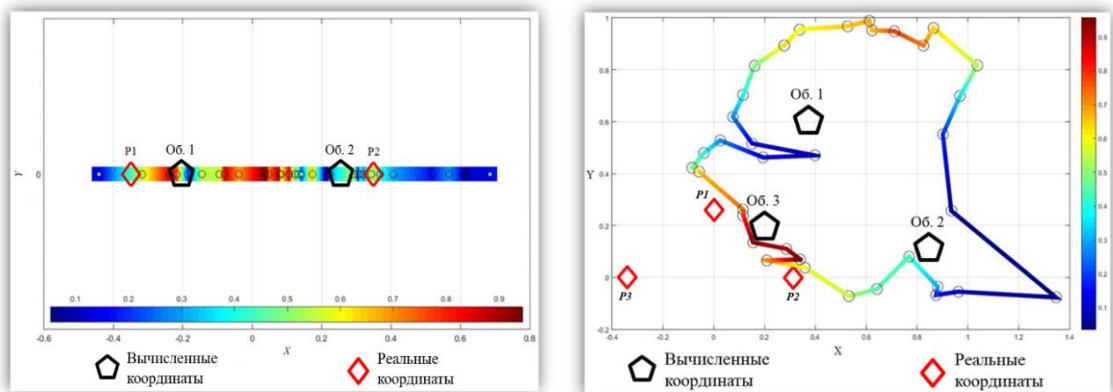 Y
0
P1
Об. 1
Об. 2
P2
0.1 0.2 0.3 0.4 0.5 0.6 0.7 0.8 0.9
-0.6 -0.4 -0.2 0 0.2 0.4 0.6 0.8
X
Вычисленные
координаты
Реальные
координаты
1
0.8
0.6
0.4
0.2
0
-0.2
Y
Об. 1
P1
Об. 3
Об. 2
P3
P2
-0.4 -0.2 0 0.2 0.4 0.6 0.8 1 1.2 1.4
X
0.9
0.8
0.7
0.6
0.5
0.4
0.3
0.2
0.1
Вычисленные
координаты
Реальные
координаты